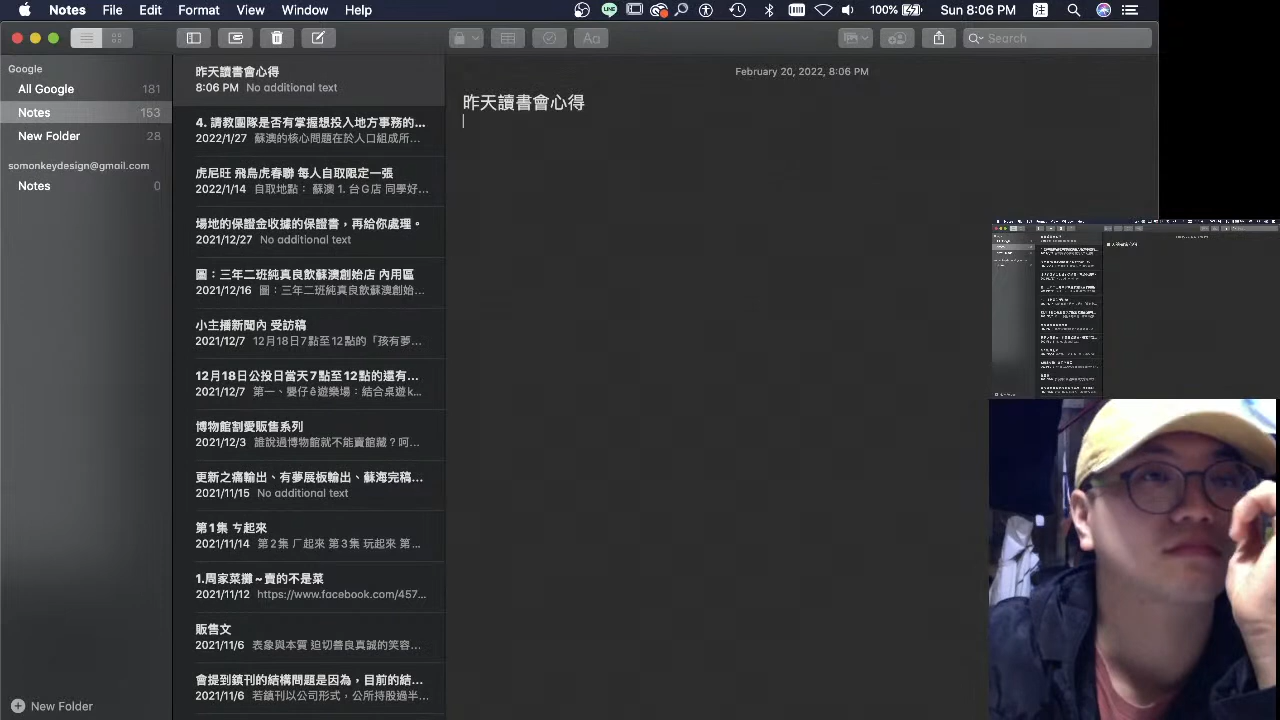 Notes File Edit Format View Window Help
LINE 100% Sun 8:06 PM 注
Aa Search
Google
All Google 181
Notes 153
New Folder 28
somonkeydesign@gmail.com
Notes 0
New Folder
昨天讀書會心得
8:06 PM No additional text
4. 請教團隊是否有掌握想投入地方事務的...
2022/1/27 蘇澳的核心問題在於人口組成所...
虎尼旺 飛鳥虎春聯 每人自取限定一張
2022/1/14 自取地點： 蘇澳 1. 台G店 同學好...
場地的保證金收據的保證書，再給你處理。
2021/12/27 No additional text
圖：三年二班純真良飲蘇澳創始店 內用區
2021/12/16 圖：三年二班純真良飲蘇澳創始...
小主播新聞內 受訪稿
2021/12/7 12月18日7點至12點的「孩有夢...
12月18日公投日當天7點至12點的還有...
2021/12/7 第一、耍仔ê遊樂場：結合桌遊k...
博物館割愛販售系列
2021/12/3 誰說過博物館就不能賣館藏？呵...
更新之痛輸出、有夢展板輸出、蘇海完稿...
2021/11/15 No additional text
第1集 ㄘ起來
2021/11/14 第2集 ㄏ起來 第3集 玩起來 第...
1.周家菜攤~賣的不是菜
2021/11/12 https://www.facebook.com/457...
販售文
2021/11/6 表象與本質 迫切善良真誠的笑容...
會提到鎮刊的結構問題是因為，目前的結...
2021/11/6 若鎮刊以公司形式，公所持股過半...
February 20, 2022, 8:06 PM
昨天讀書會心得